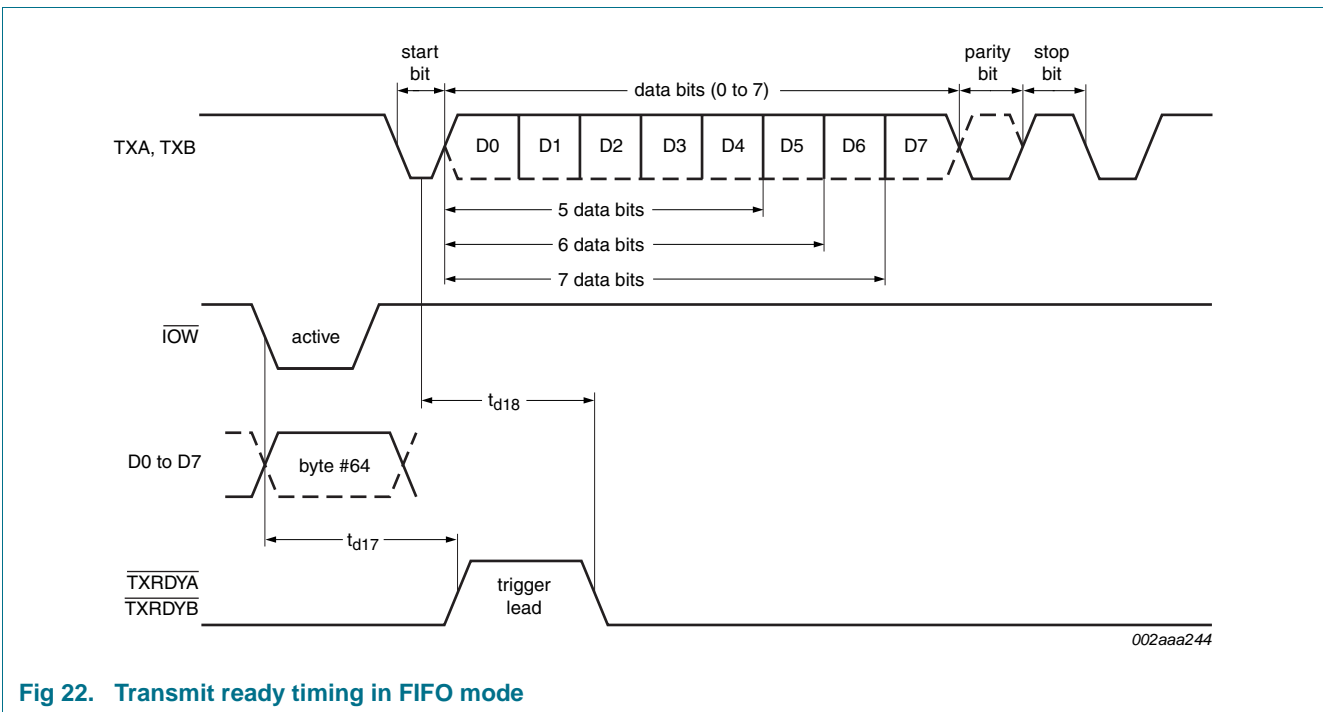 start
bit
parity
bit
stop
bit
data bits (0 to 7)
TXA, TXB
D0
D1
D2
D3
D4
D5
D6
D7
5 data bits
6 data bits
7 data bits
IOW
active
td18
D0 to D7
byte #64
td17
TXRDYA
TXRDYB
trigger
lead
002aaa244
Fig 22. Transmit ready timing in FIFO mode